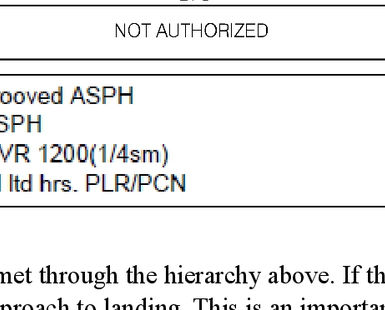 NOT AUTHORIZED
ooved ASPH
SPH
VR 1200(1/4sm)
ltd hrs. PLR/PCN
met through the hierarchy above. If th
proach to landing. This is an importan